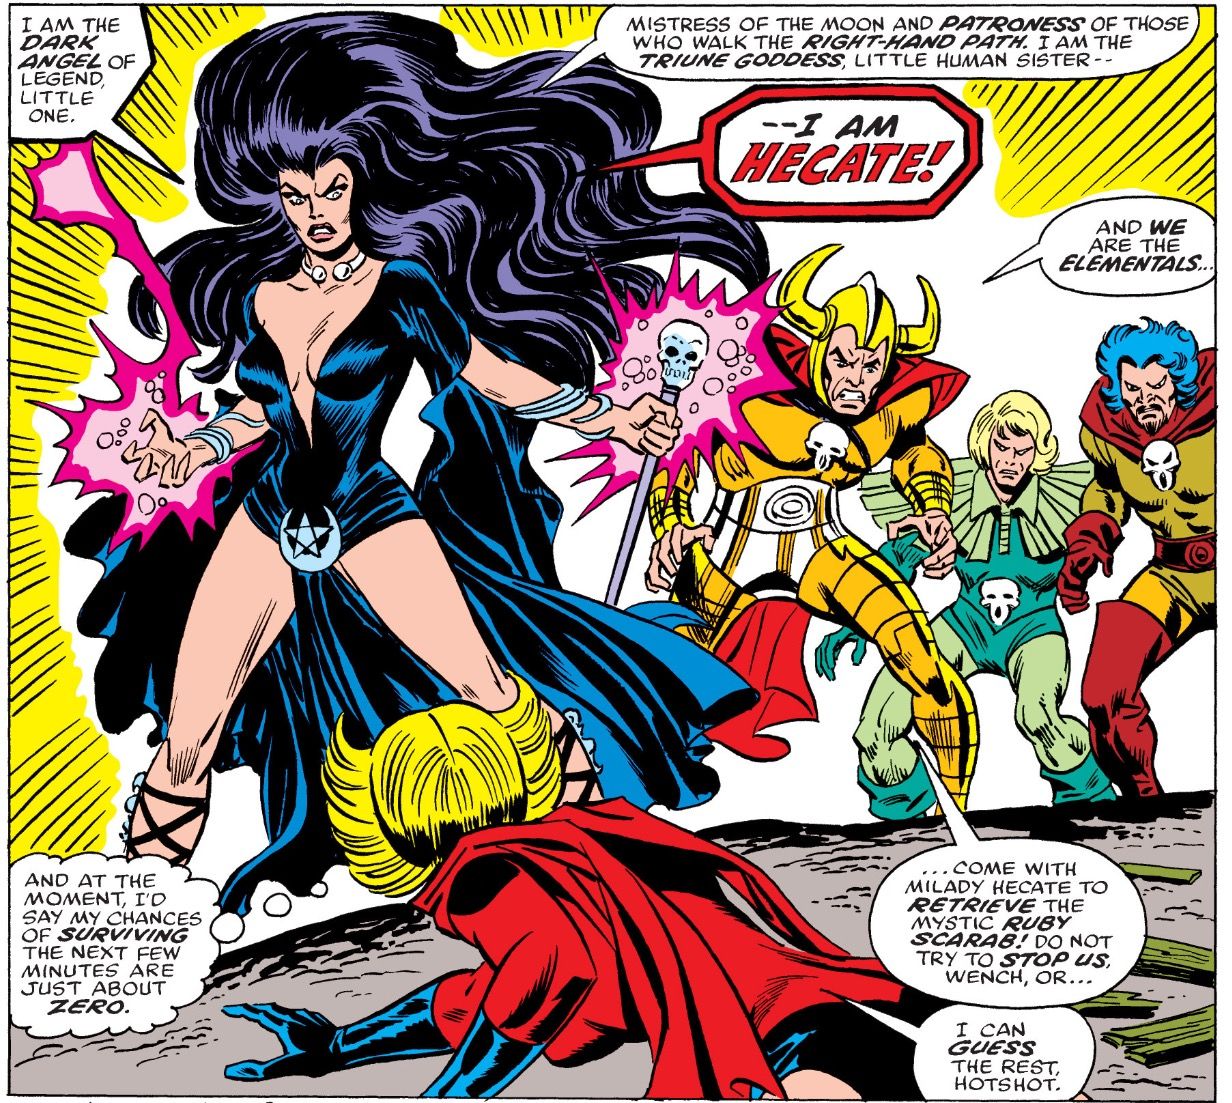 I AM THE
DARK
ANGEL OF
LEGEND,
LITTLE
ONE.
MISTRESS OF THE MOON AND PATRONESS OF THOSE
WHO WALK THE RIGHT-HAND PATH. I AM THE
TRIUNE GODDESS, LITTLE HUMAN SISTER--
--I AM
HECATE!
AND WE
ARE THE
ELEMENTALS...
AND AT THE
MOMENT, I'D
SAY MY CHANCES
OF SURVIVING
THE NEXT FEW
MINUTES ARE
JUST ABOUT
ZERO.
...COME WITH
MILADY HECATE TO
RETRIEVE THE
MYSTIC RUBY
SCARAB! DO NOT
TRY TO STOP US,
WENCH, OR...
I CAN
GUESS
THE REST,
HOTSHOT.